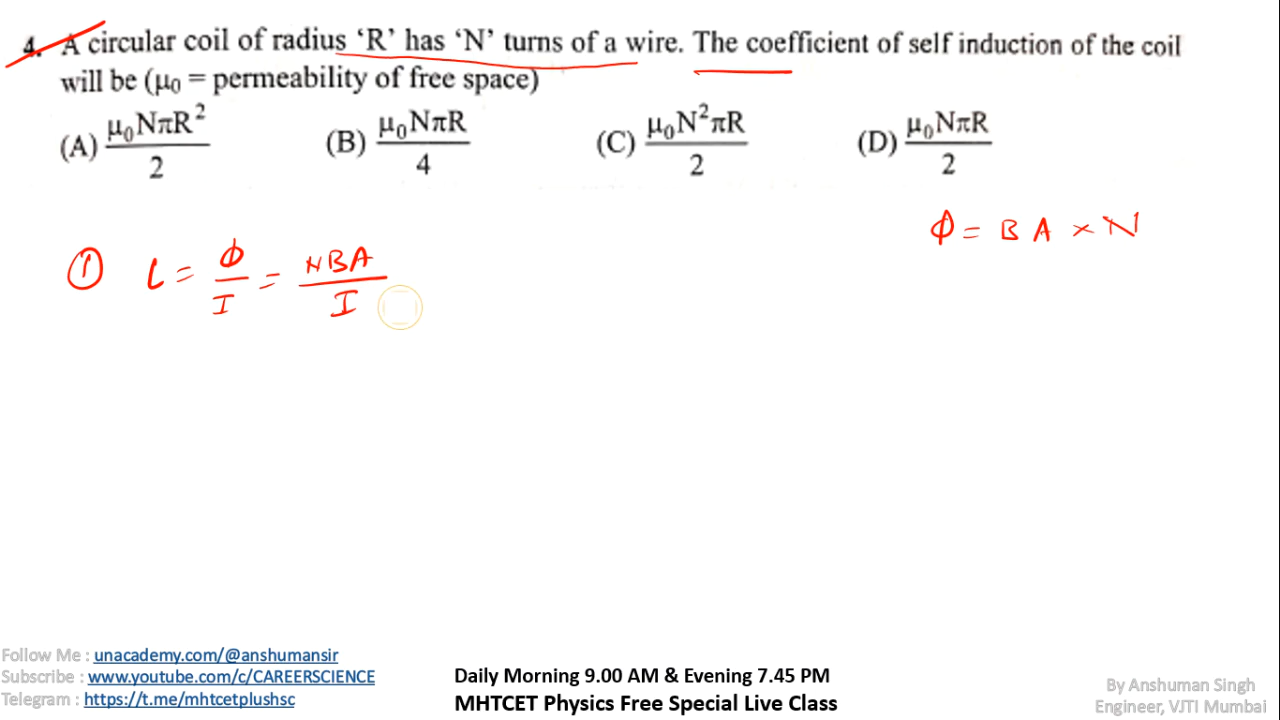 4. A circular coil of radius ‘R’ has ‘N’ turns of a wire. The coefficient of self induction of the coil
will be (μ₀ = permeability of free space)
(A) μ₀NπR²/2 (B) μ₀NπR/4 (C) μ₀N²πR/2 (D) μ₀NπR/2
ϕ = B A × N
① L = ϕ/I = NBA/I
Follow Me : unacademy.com/@anshumansir
Subscribe : www.youtube.com/c/CAREERSCIENCE
Telegram : https://t.me/mhtcetplushsc
Daily Morning 9.00 AM & Evening 7.45 PM
MHTCET Physics Free Special Live Class
By Anshuman Singh
Engineer, VJTI Mumbai